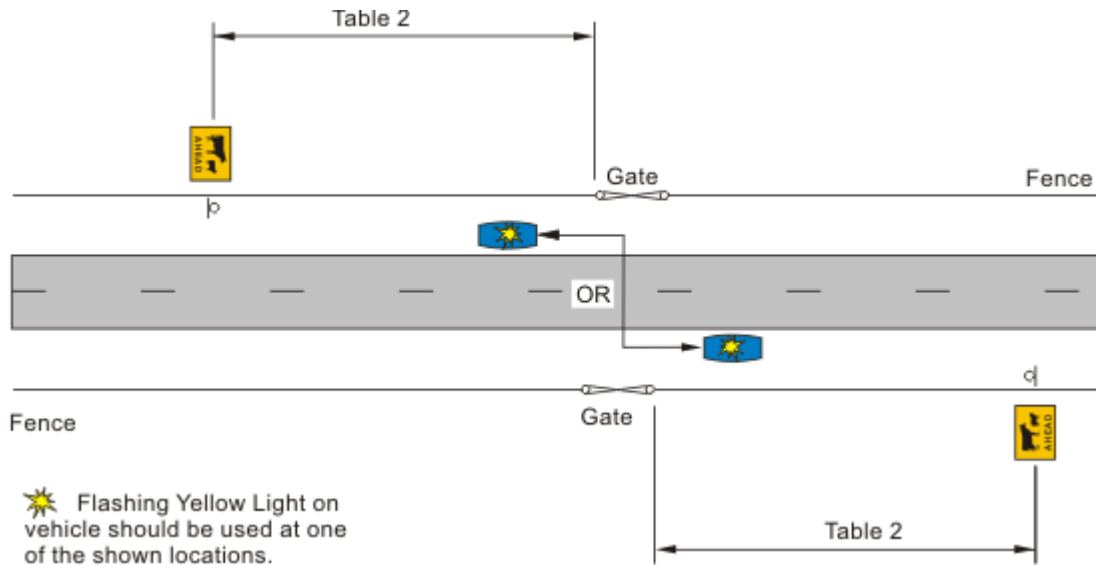 Table 2
AHEAD
Gate
Fence
OR
Gate
Fence
AHEAD
Flashing Yellow Light on
vehicle should be used at one
of the shown locations.
Table 2